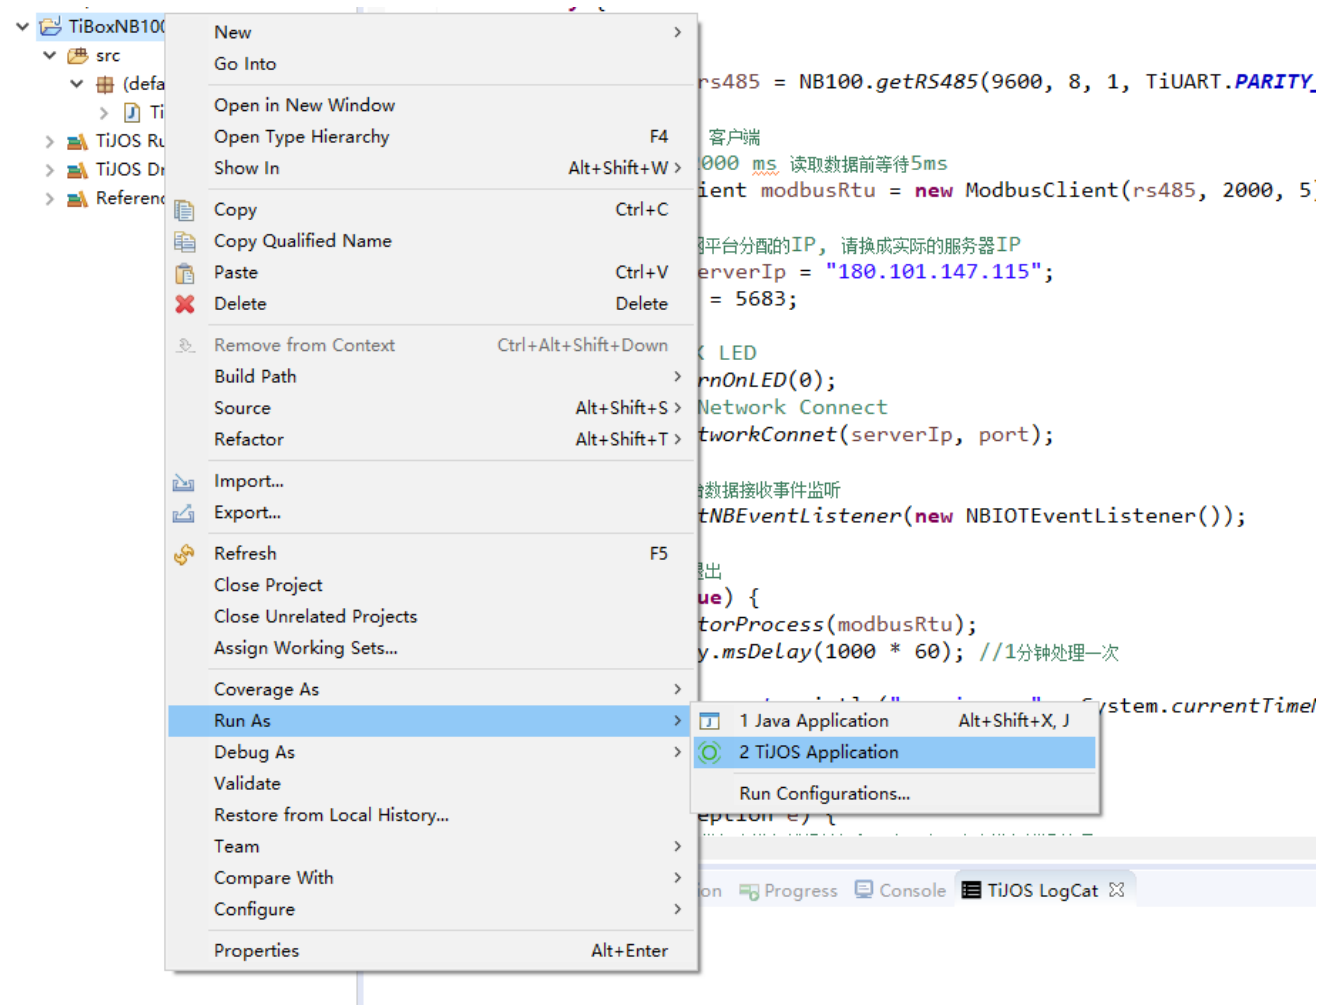 TiBoxNB100
src
(defa
Ti
TiJOS Ru
TiJOS Dr
Referenc
New
Go Into
Open in New Window
Open Type Hierarchy F4
Show In Alt+Shift+W
Copy Ctrl+C
Copy Qualified Name
Paste Ctrl+V
Delete Delete
Remove from Context Ctrl+Alt+Shift+Down
Build Path
Source Alt+Shift+S
Refactor Alt+Shift+T
Import...
Export...
Refresh F5
Close Project
Close Unrelated Projects
Assign Working Sets...
Coverage As
Run As
Debug As
Validate
Restore from Local History...
Team
Compare With
Configure
Properties Alt+Enter
1 Java Application Alt+Shift+X, J
2 TiJOS Application
Run Configurations...
rs485 = NB100.getRS485(9600, 8, 1, TiUART.PARITY_
客户端
000 ms 读取数据前等待5ms
ient modbusRtu = new ModbusClient(rs485, 2000, 5)
平台分配的IP, 请换成实际的服务器IP
erverIp = "180.101.147.115";
= 5683;
LED
rnOnLED(0);
Network Connect
tworkConnet(serverIp, port);
数据接收事件监听
tNBEventListener(new NBIOTEventListener());
出
ue) {
torProcess(modbusRtu);
y.msDelay(1000 * 60); //1分钟处理一次
ystem.currentTimeM
eption e) {
on Progress Console TiJOS LogCat